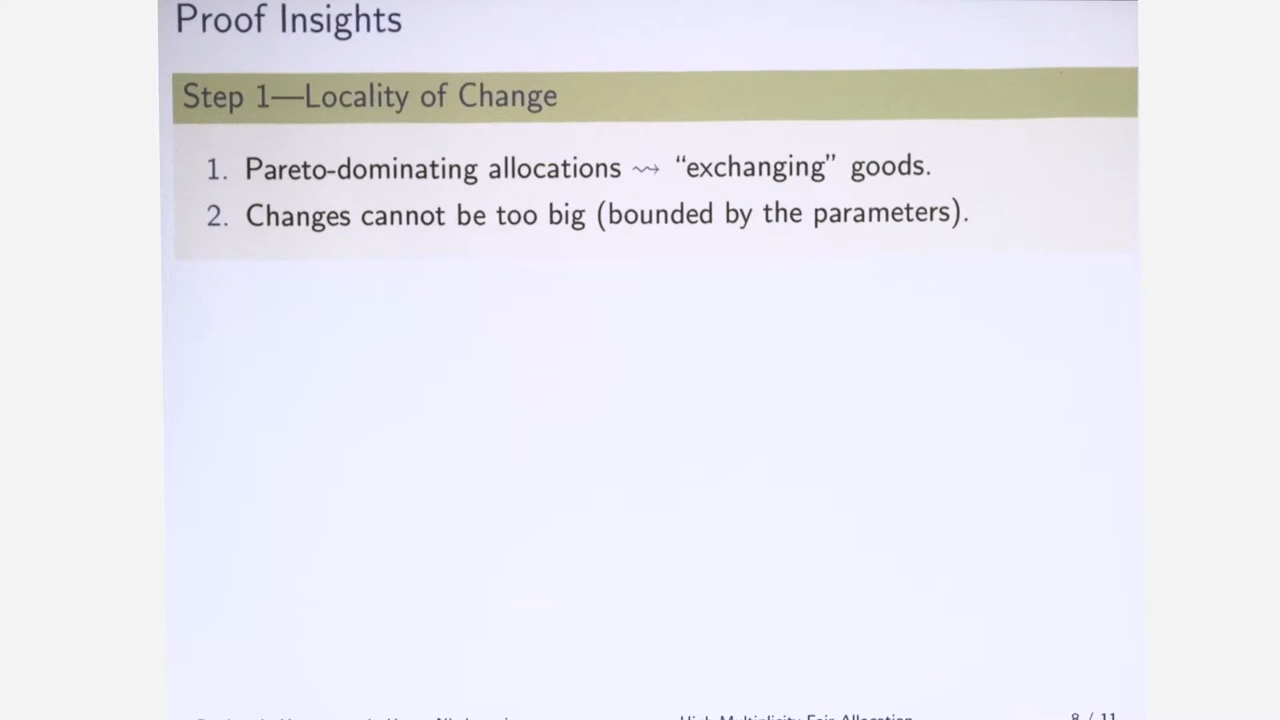 Proof Insights
Step 1—Locality of Change
1. Pareto-dominating allocations ⇝ “exchanging” goods.
2. Changes cannot be too big (bounded by the parameters).
High Multiplicity Fair Allocation
8 / 11